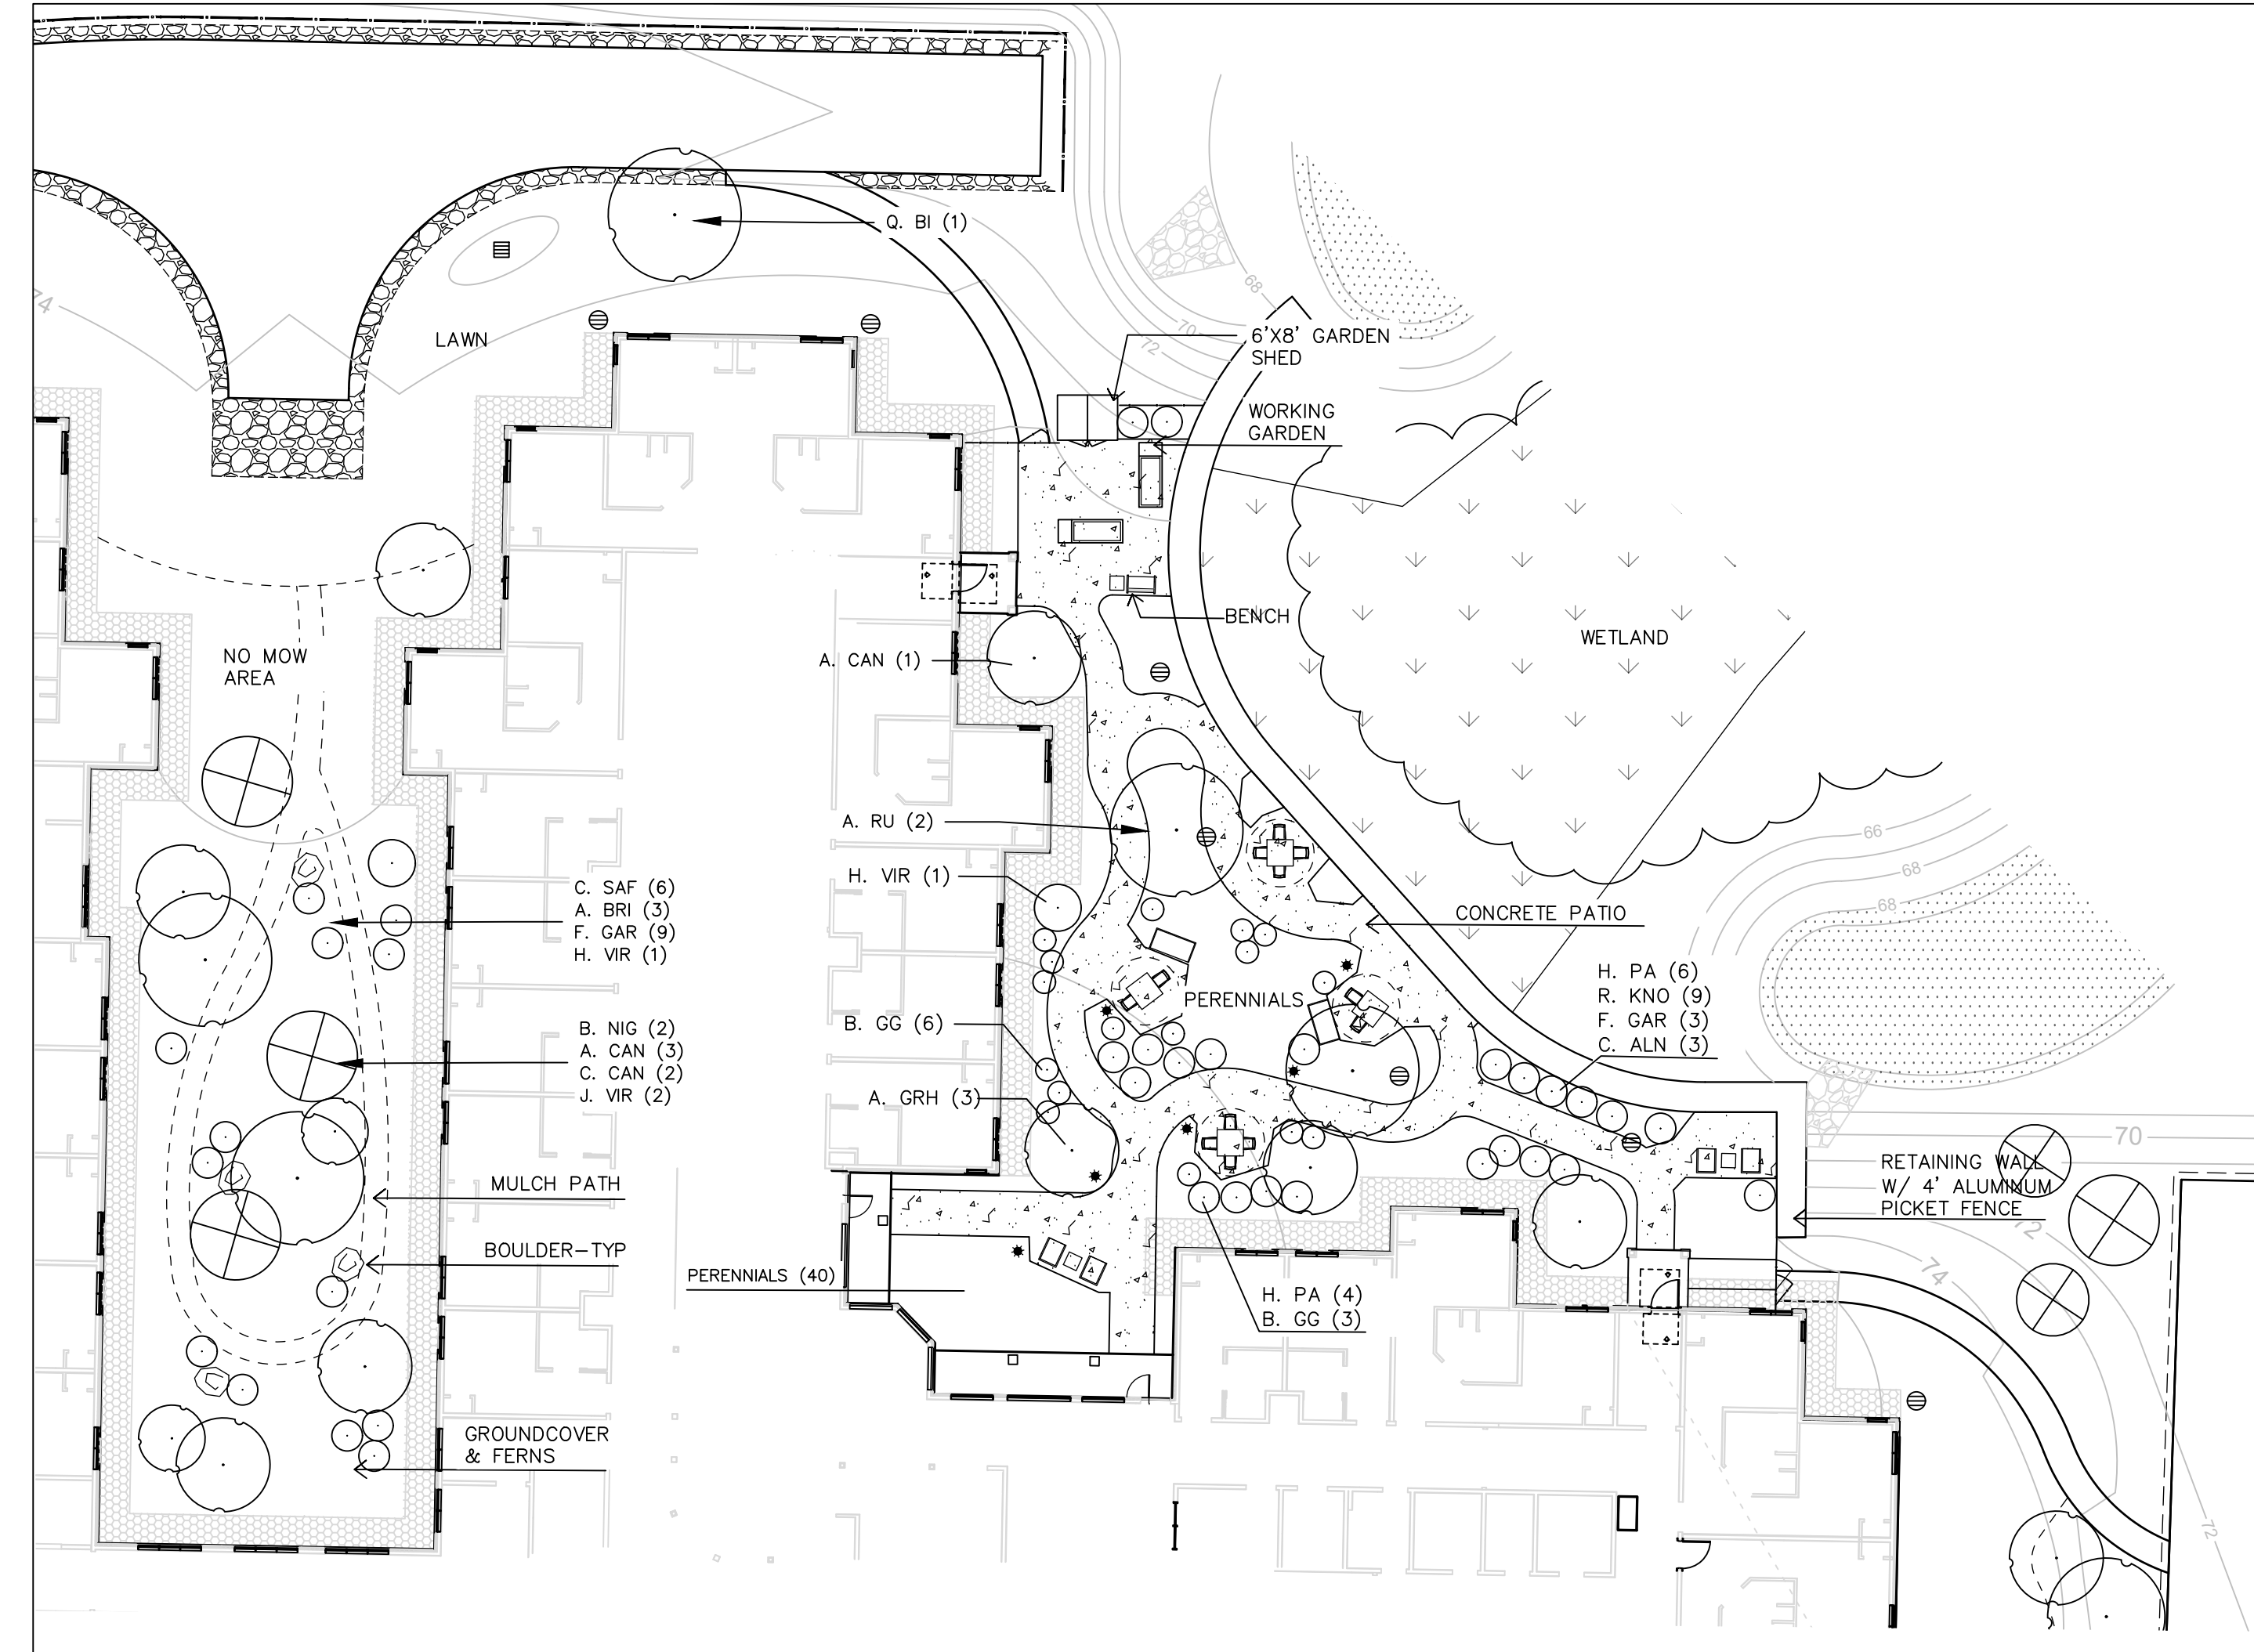 Q. BI (1)
74
LAWN
68
70
72
6'X8' GARDEN
SHED
WORKING
GARDEN
BENCH
WETLAND
NO MOW
AREA
A. CAN (1)
A. RU (2)
H. VIR (1)
66
68
68
C. SAF (6)
A. BRI (3)
F. GAR (9)
H. VIR (1)
CONCRETE PATIO
PERENNIALS
H. PA (6)
R. KNO (9)
F. GAR (3)
C. ALN (3)
B. GG (6)
B. NIG (2)
A. CAN (3)
C. CAN (2)
J. VIR (2)
A. GRH (3)
70
RETAINING WALL
W/ 4' ALUMINUM
PICKET FENCE
72
MULCH PATH
BOULDER-TYP
PERENNIALS (40)
74
H. PA (4)
B. GG (3)
GROUNDCOVER
& FERNS
72